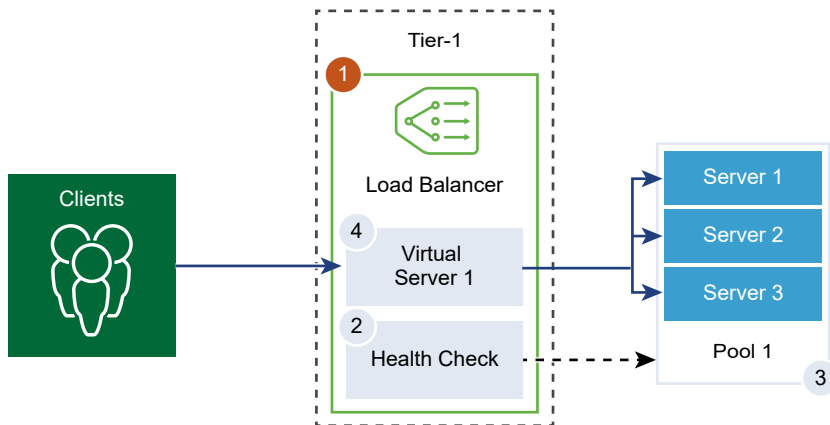 Tier-1
1
Load Balancer
Clients
4
Virtual
Server 1
2
Health Check
Server 1
Server 2
Server 3
Pool 1
3